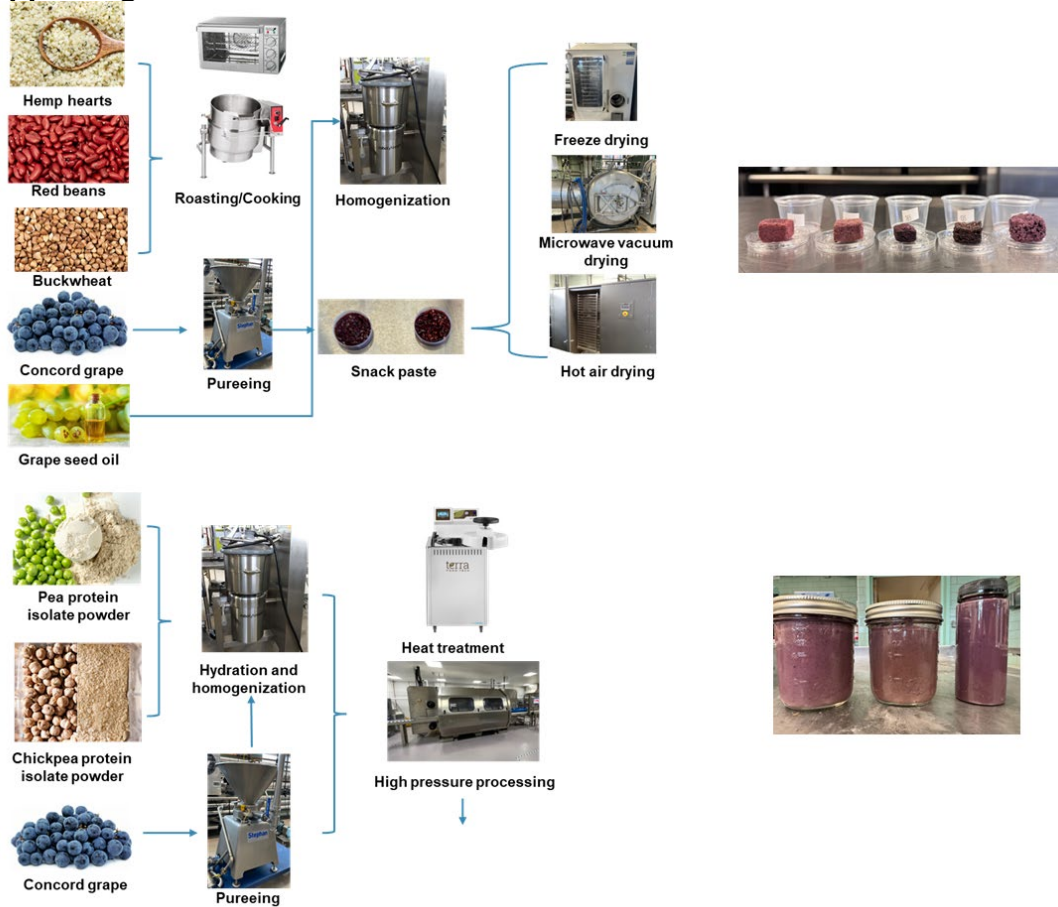 Hemp hearts
Red beans
Buckwheat
Concord grape
Grape seed oil
Roasting/Cooking
Pureeing
Homogenization
Snack paste
Freeze drying
Microwave vacuum
drying
Hot air drying
Pea protein
isolate powder
Chickpea protein
isolate powder
Concord grape
Hydration and
homogenization
Stephan
Pureeing
terra
Heat treatment
High pressure processing